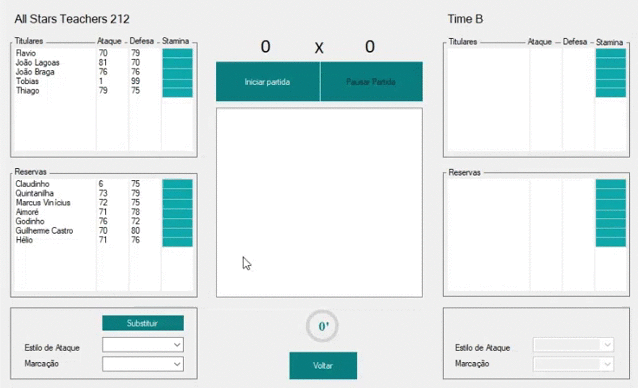 All Stars Teachers 212
Time B
Titulares Ataque Defesa Stamina
Flavio 70 79
João Lagoas 81 70
João Braga 76 76
Tobias 1 99
Thiago 79 75
0 X 0
Iniciar partida
Pausar Partida
Titulares Ataque Defesa Stamina
Reservas
Claudinho 6 75
Quintanilha 73 79
Marcus Vinícius 72 75
Aimoré 71 78
Godinho 76 72
Guilherme Castro 70 80
Hélio 71 76
Reservas
Substituir
Estilo de Ataque
Marcação
0'
Voltar
Estilo de Ataque
Marcação